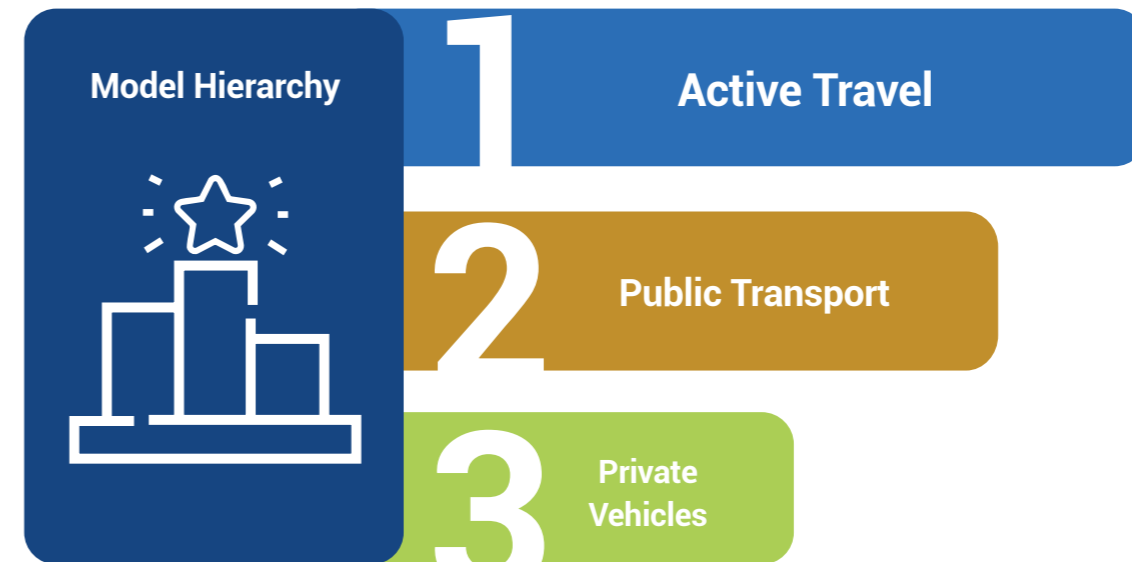 Model Hierarchy
1
Active Travel
2
Public Transport
3
Private
Vehicles